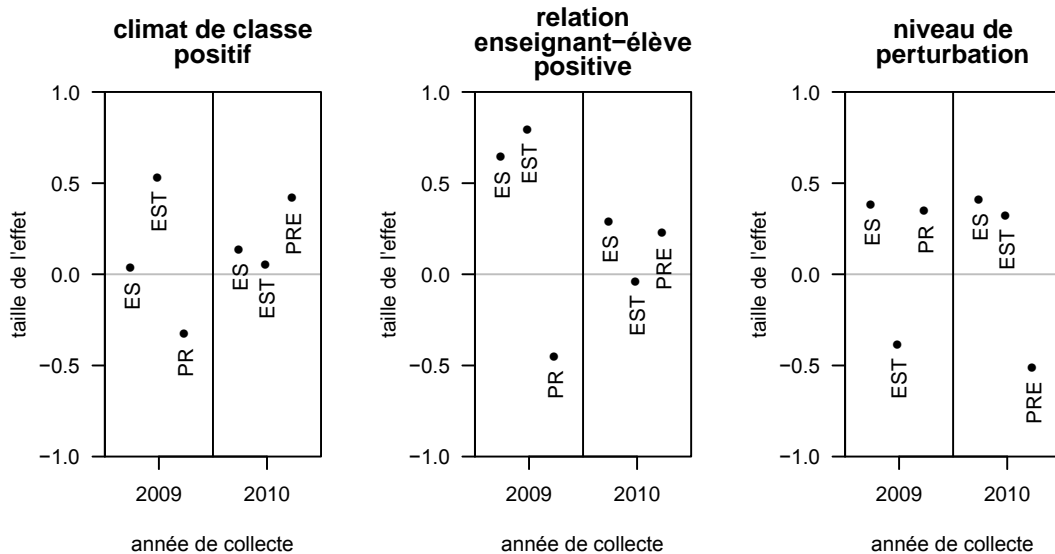 climat de classe
positif
taille de l'effet
1.0
0.5
0.0
−0.5
−1.0
ES
EST
PR
ES
EST
PRE
2009
2010
année de collecte
relation
enseignant−élève
positive
taille de l'effet
1.0
0.5
0.0
−0.5
−1.0
ES
EST
PR
ES
EST
PRE
2009
2010
année de collecte
niveau de
perturbation
taille de l'effet
1.0
0.5
0.0
−0.5
−1.0
ES
EST
PR
ES
EST
PRE
2009
2010
année de collecte